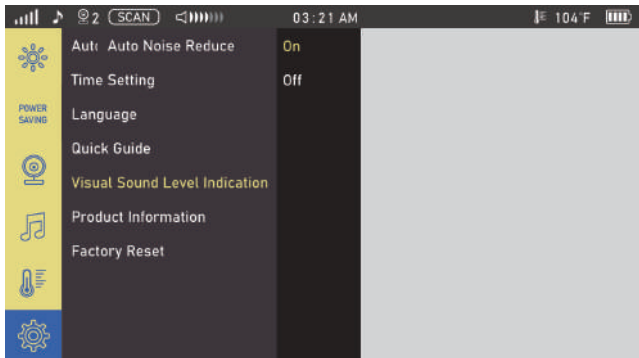 2 SCAN 03:21 AM 104°F
Aut Auto Noise Reduce On
Time Setting Off
POWER SAVING
Language
Quick Guide
Visual Sound Level Indication
Product Information
Factory Reset